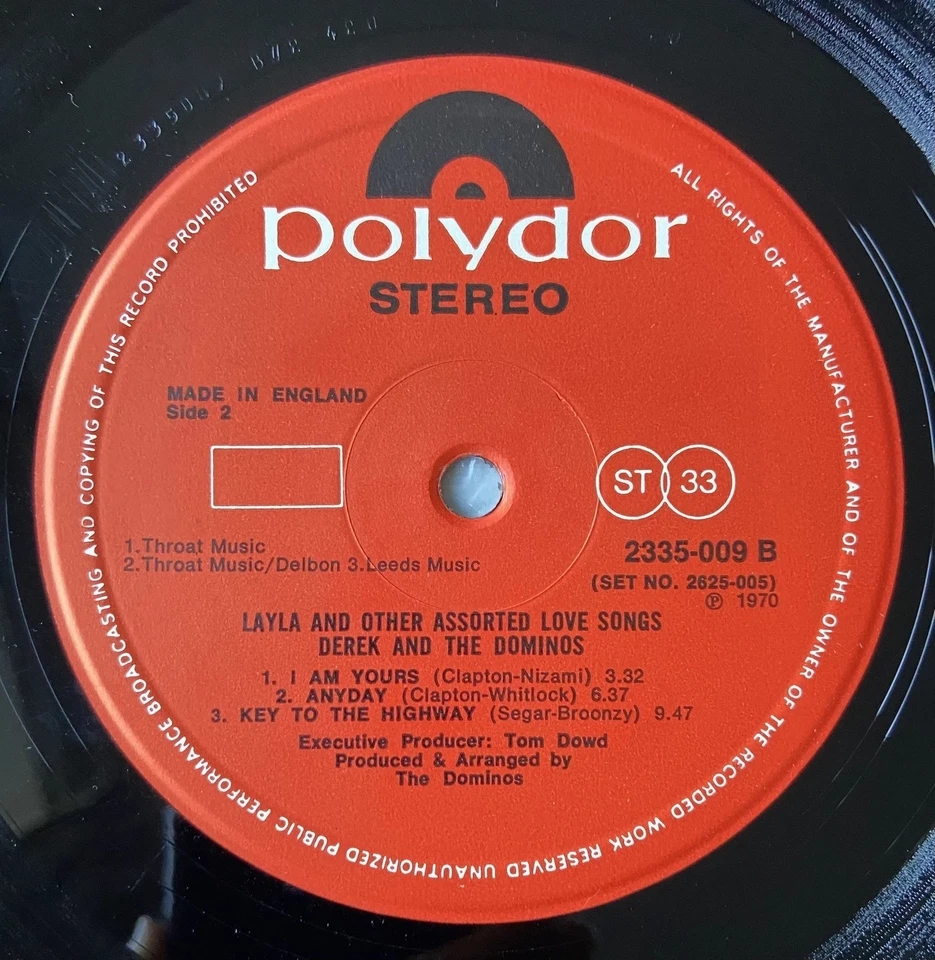 polydor
STEREO
MADE IN ENGLAND
Side 2
ST 33
1.Throat Music
2.Throat Music/Delbon 3.Leeds Music
2335-009 B
(SET NO. 2625-005)
℗ 1970
LAYLA AND OTHER ASSORTED LOVE SONGS
DEREK AND THE DOMINOS
1. I AM YOURS (Clapton-Nizami) 3.32
2. ANYDAY (Clapton-Whitlock) 6.37
3. KEY TO THE HIGHWAY (Segar-Broonzy) 9.47
Executive Producer: Tom Dowd
Produced & Arranged by
The Dominos
ALL RIGHTS OF THE MANUFACTURER AND OF THE OWNER OF THE RECORDED WORK RESERVED UNAUTHORIZED PUBLIC PERFORMANCE BROADCASTING AND COPYING OF THIS RECORD PROHIBITED